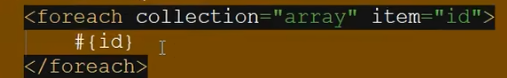 <foreach collection="array" item="id">
#{id}
</foreach>